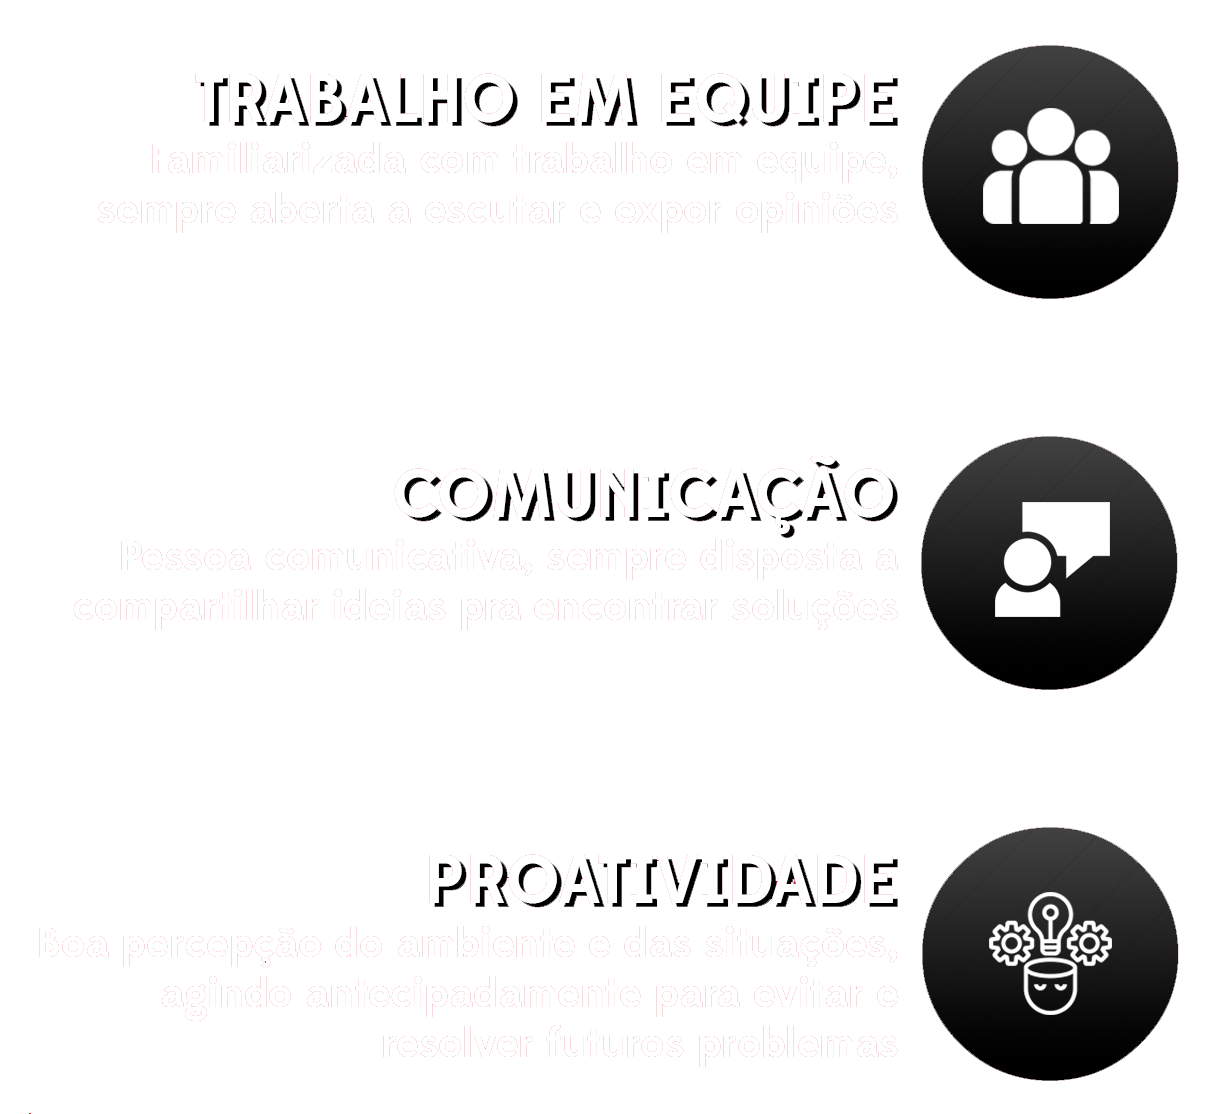 TRABALHO EM EQUIPE
Familiarizada com trabalho em equipe,
sempre aberta a escutar e expor opiniões
COMUNICAÇÃO
Pessoa comunicativa, sempre disposta a
compartilhar ideias pra encontrar soluções
PROATIVIDADE
Boa percepção do ambiente e das situações,
agindo antecipadamente para evitar e
resolver futuros problemas